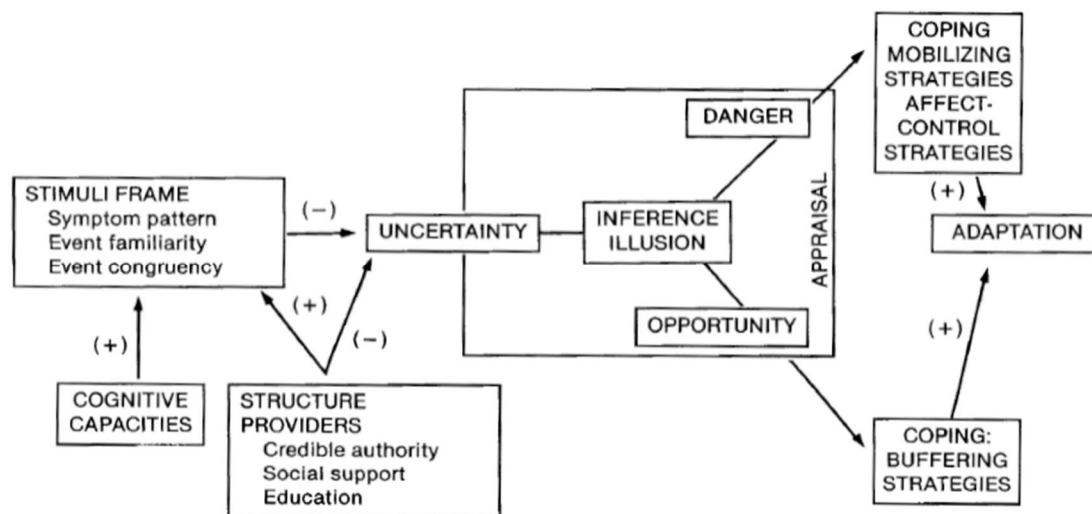 STIMULI FRAME
Symptom pattern
Event familiarity
Event congruency
(−)
UNCERTAINTY
INFERENCE
ILLUSION
DANGER
OPPORTUNITY
APPRAISAL
COPING
MOBILIZING
STRATEGIES
AFFECT-
CONTROL
STRATEGIES
(+)
ADAPTATION
(+)
COPING:
BUFFERING
STRATEGIES
(+)
COGNITIVE
CAPACITIES
(+)
(−)
STRUCTURE
PROVIDERS
Credible authority
Social support
Education